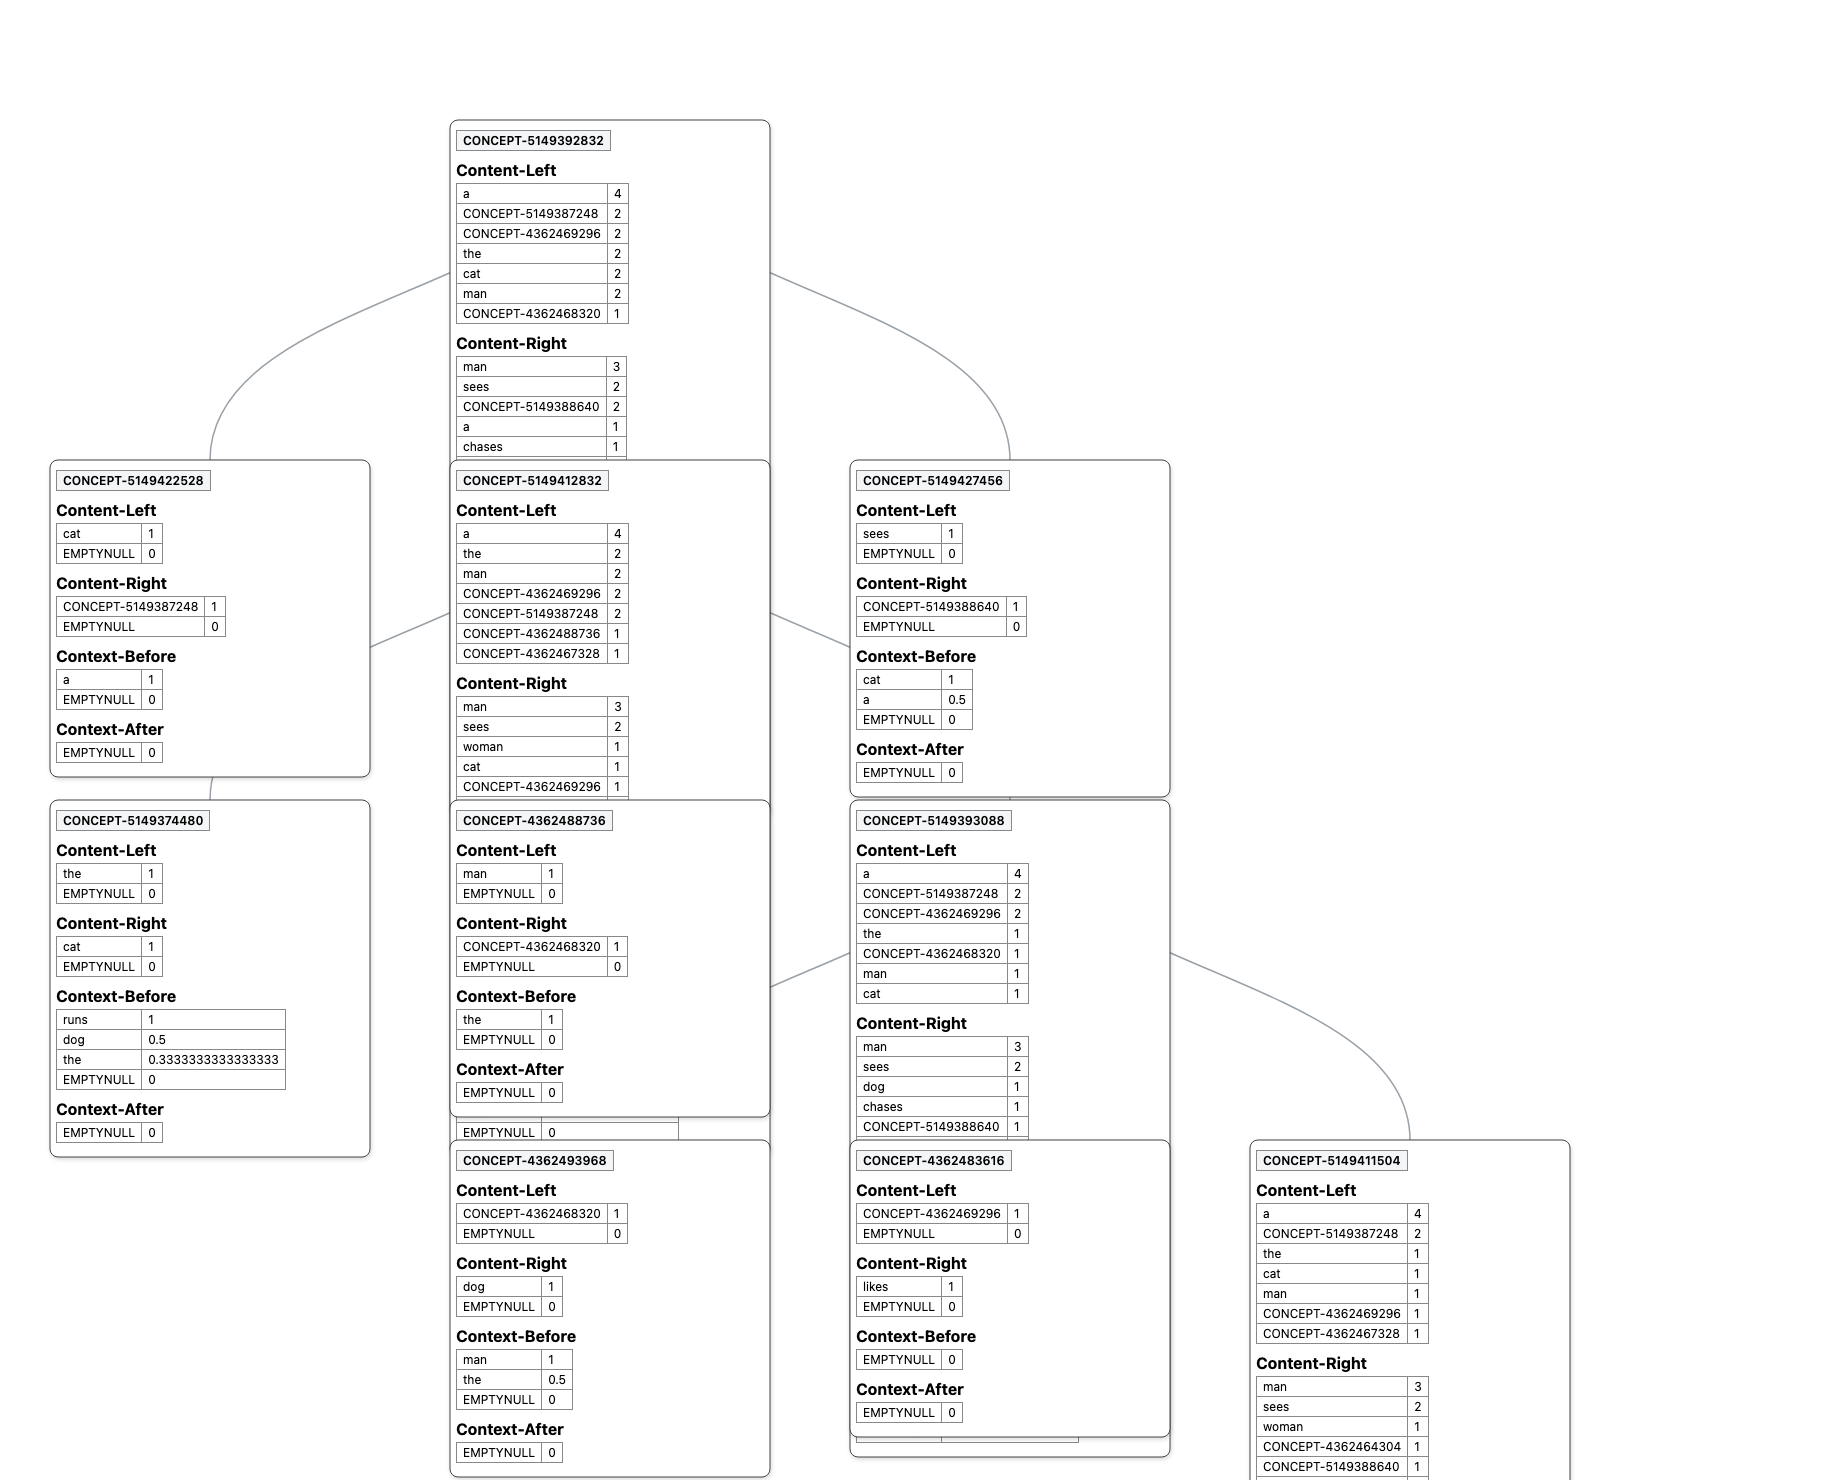 CONCEPT-5149392832
Content-Left
a 4
CONCEPT-5149387248 2
CONCEPT-4362469296 2
the 2
cat 2
man 2
CONCEPT-4362468320 1
Content-Right
man 3
sees 2
CONCEPT-5149388640 2
a 1
chases 1
CONCEPT-5149422528
Content-Left
cat 1
EMPTYNULL 0
Content-Right
CONCEPT-5149387248 1
EMPTYNULL 0
Context-Before
a 1
EMPTYNULL 0
Context-After
EMPTYNULL 0
CONCEPT-5149412832
Content-Left
a 4
the 2
man 2
CONCEPT-4362469296 2
CONCEPT-5149387248 2
CONCEPT-4362488736 1
CONCEPT-4362467328 1
Content-Right
man 3
sees 2
woman 1
cat 1
CONCEPT-4362469296 1
CONCEPT-5149427456
Content-Left
sees 1
EMPTYNULL 0
Content-Right
CONCEPT-5149388640 1
EMPTYNULL 0
Context-Before
cat 1
a 0.5
EMPTYNULL 0
Context-After
EMPTYNULL 0
CONCEPT-5149374480
Content-Left
the 1
EMPTYNULL 0
Content-Right
cat 1
EMPTYNULL 0
Context-Before
runs 1
dog 0.5
the 0.3333333333333333
EMPTYNULL 0
Context-After
EMPTYNULL 0
CONCEPT-4362488736
Content-Left
man 1
EMPTYNULL 0
Content-Right
CONCEPT-4362468320 1
EMPTYNULL 0
Context-Before
the 1
EMPTYNULL 0
Context-After
EMPTYNULL 0
EMPTYNULL 0
CONCEPT-5149393088
Content-Left
a 4
CONCEPT-5149387248 2
CONCEPT-4362469296 2
the 1
CONCEPT-4362468320 1
man 1
cat 1
Content-Right
man 3
sees 2
dog 1
chases 1
CONCEPT-5149388640 1
CONCEPT-4362493968
Content-Left
CONCEPT-4362468320 1
EMPTYNULL 0
Content-Right
dog 1
EMPTYNULL 0
Context-Before
man 1
the 0.5
EMPTYNULL 0
Context-After
EMPTYNULL 0
CONCEPT-4362483616
Content-Left
CONCEPT-4362469296 1
EMPTYNULL 0
Content-Right
likes 1
EMPTYNULL 0
Context-Before
EMPTYNULL 0
Context-After
EMPTYNULL 0
CONCEPT-5149411504
Content-Left
a 4
CONCEPT-5149387248 2
the 1
cat 1
man 1
CONCEPT-4362469296 1
CONCEPT-4362467328 1
Content-Right
man 3
sees 2
woman 1
CONCEPT-4362464304 1
CONCEPT-5149388640 1